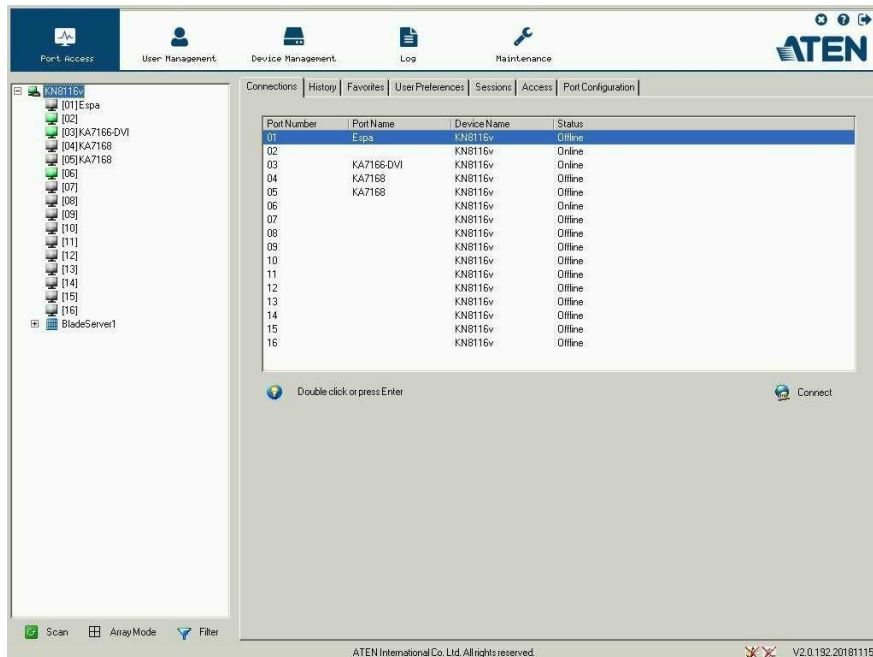 Port Access
User Management
Device Management
Log
Maintenance
ATEN
KN8116v
[01]Espa
[02]
[03]KA7166-DVI
[04]KA7168
[05]KA7168
[06]
[07]
[08]
[09]
[10]
[11]
[12]
[13]
[14]
[15]
[16]
BladeServer1
Scan
Array Mode
Filter
Connections History Favorites User Preferences Sessions Access Port Configuration
Port Number Port Name Device Name Status
01 Espa KN8116v Offline
02 KN8116v Online
03 KA7166-DVI KN8116v Online
04 KA7168 KN8116v Offline
05 KA7168 KN8116v Offline
06 KN8116v Online
07 KN8116v Offline
08 KN8116v Offline
09 KN8116v Offline
10 KN8116v Offline
11 KN8116v Offline
12 KN8116v Offline
13 KN8116v Offline
14 KN8116v Offline
15 KN8116v Offline
16 KN8116v Offline
Double click or press Enter
Connect
ATEN International Co. Ltd. All rights reserved.
V2.0.192.20181115